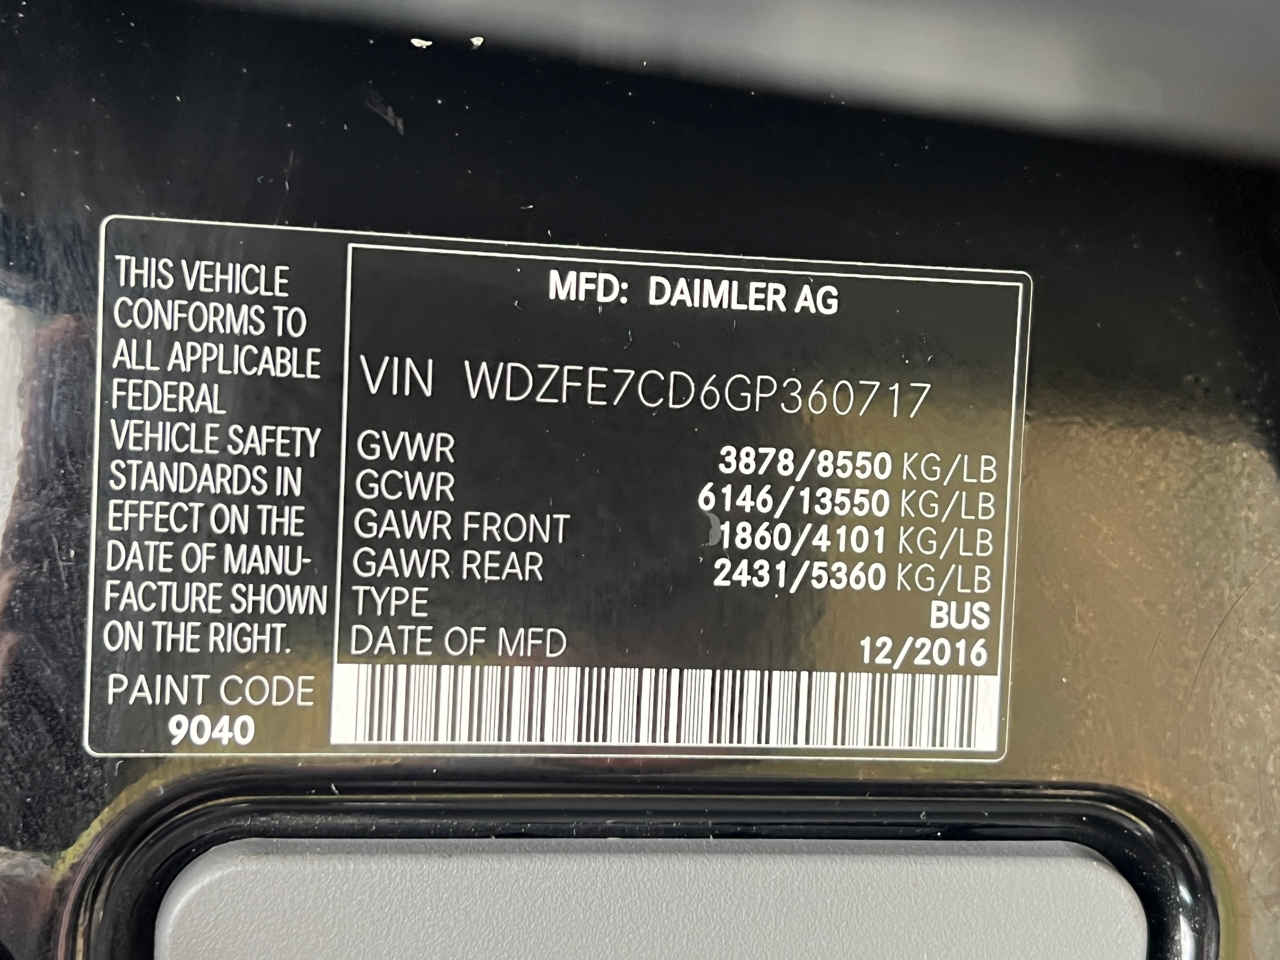 THIS VEHICLE
CONFORMS TO
ALL APPLICABLE
FEDERAL
VEHICLE SAFETY
STANDARDS IN
EFFECT ON THE
DATE OF MANU-
FACTURE SHOWN
ON THE RIGHT.
PAINT CODE
9040
MFD: DAIMLER AG
VIN WDZFE7CD6GP360717
GVWR 3878/8550 KG/LB
GCWR 6146/13550 KG/LB
GAWR FRONT 1860/4101 KG/LB
GAWR REAR 2431/5360 KG/LB
TYPE BUS
DATE OF MFD 12/2016